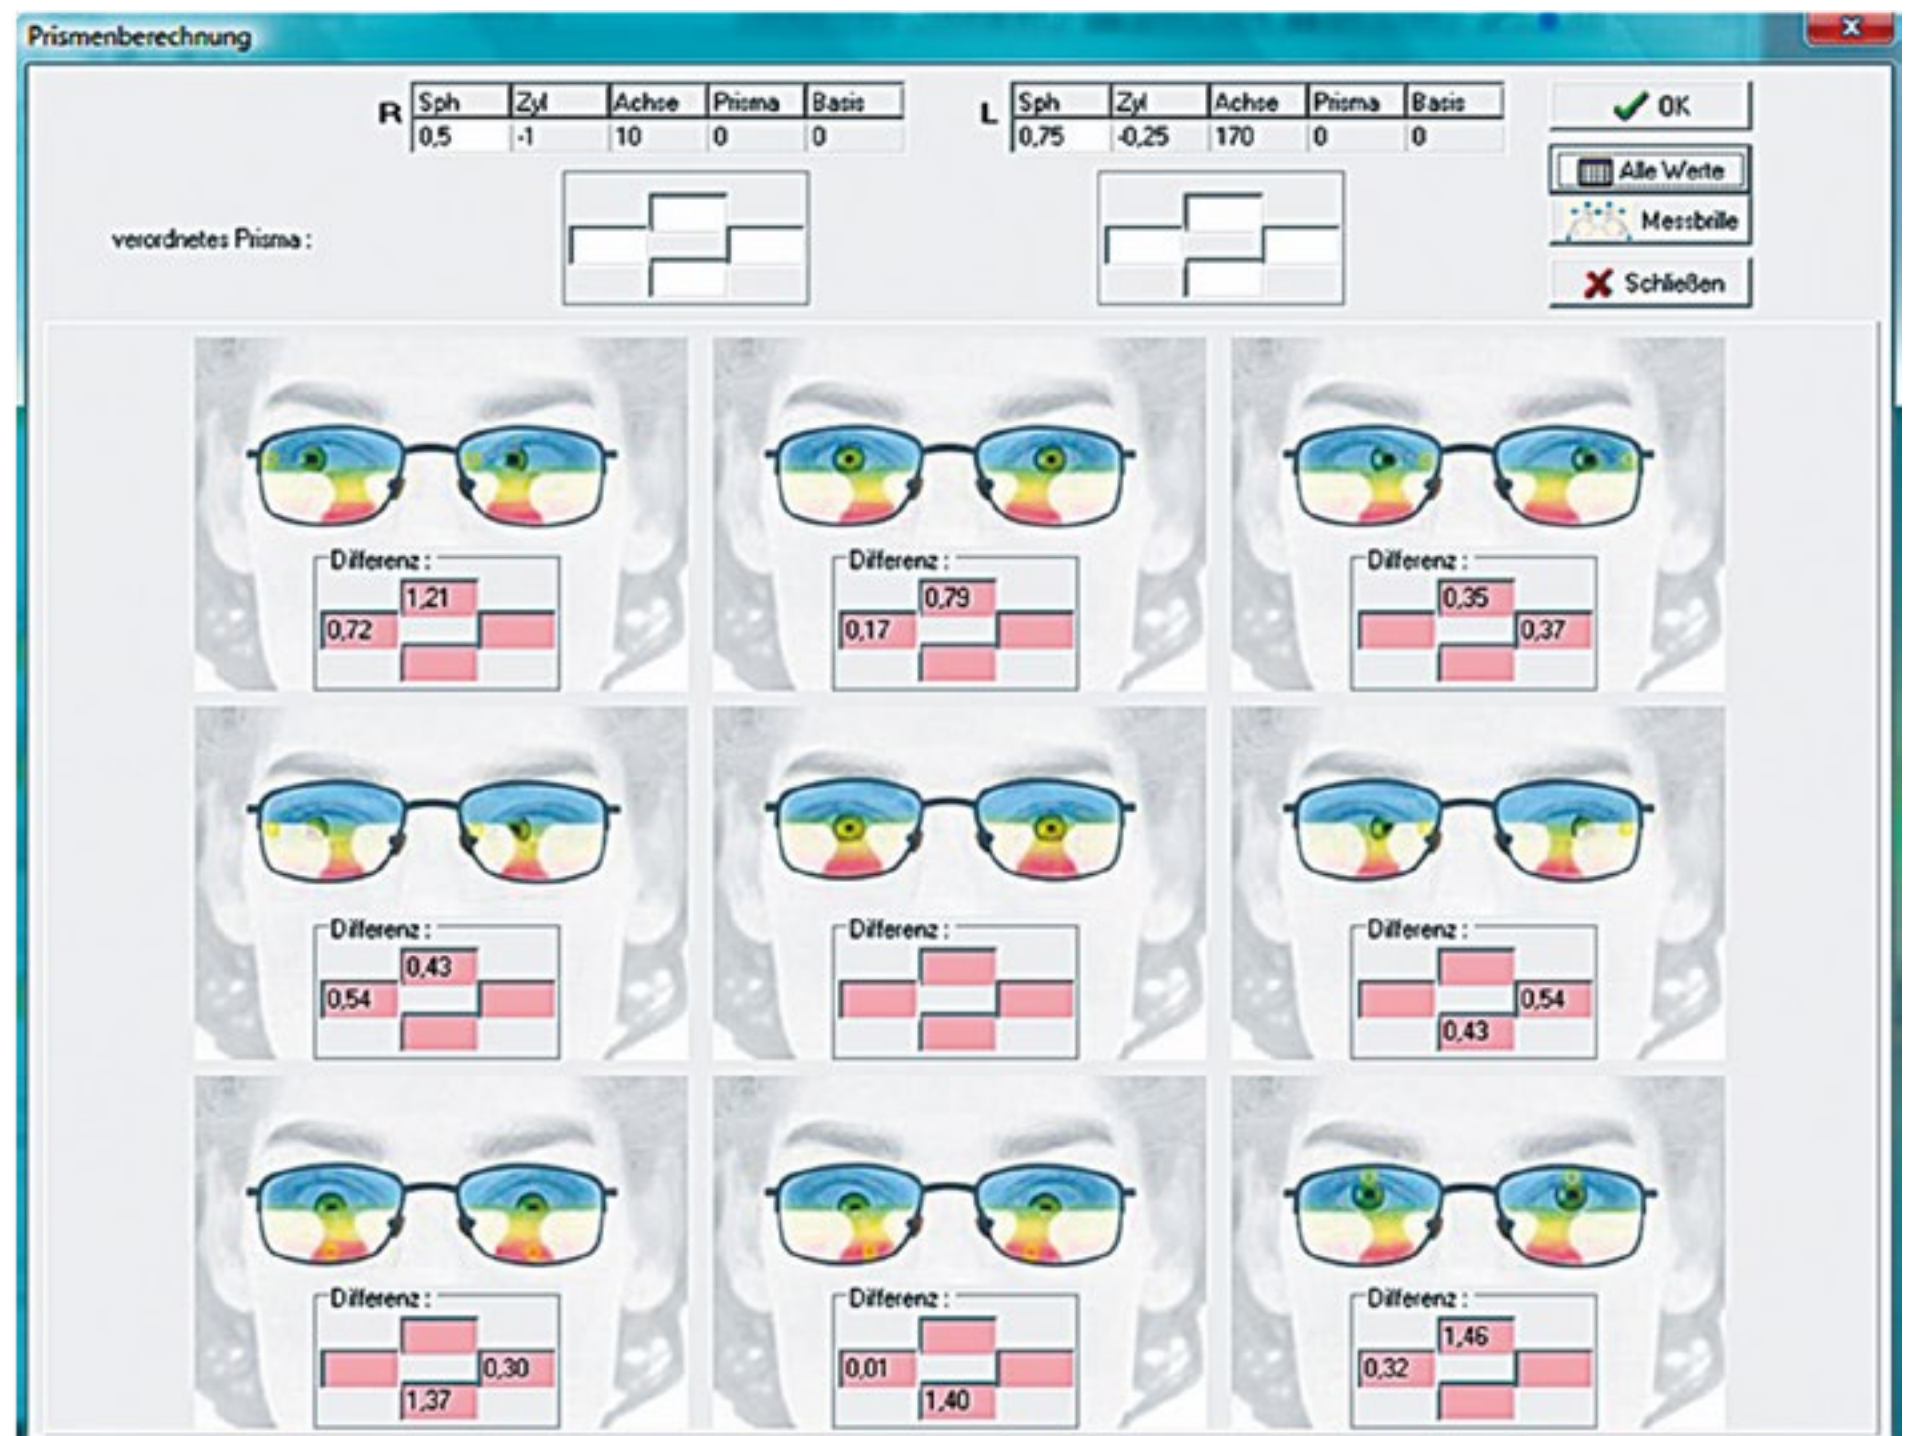 Prismenberechnung
R Sph Zyl Achse Prisma Basis
0,5 -1 10 0 0
L Sph Zyl Achse Prisma Basis
0,75 -0,25 170 0 0
OK
Alle Werte
Messbrille
Schließen
verordnetes Prisma :
Differenz :
1,21
0,72
Differenz :
0,79
0,17
Differenz :
0,35
0,37
Differenz :
0,43
0,54
Differenz :
Differenz :
0,54
0,43
Differenz :
0,30
1,37
Differenz :
0,01
1,40
Differenz :
1,46
0,32